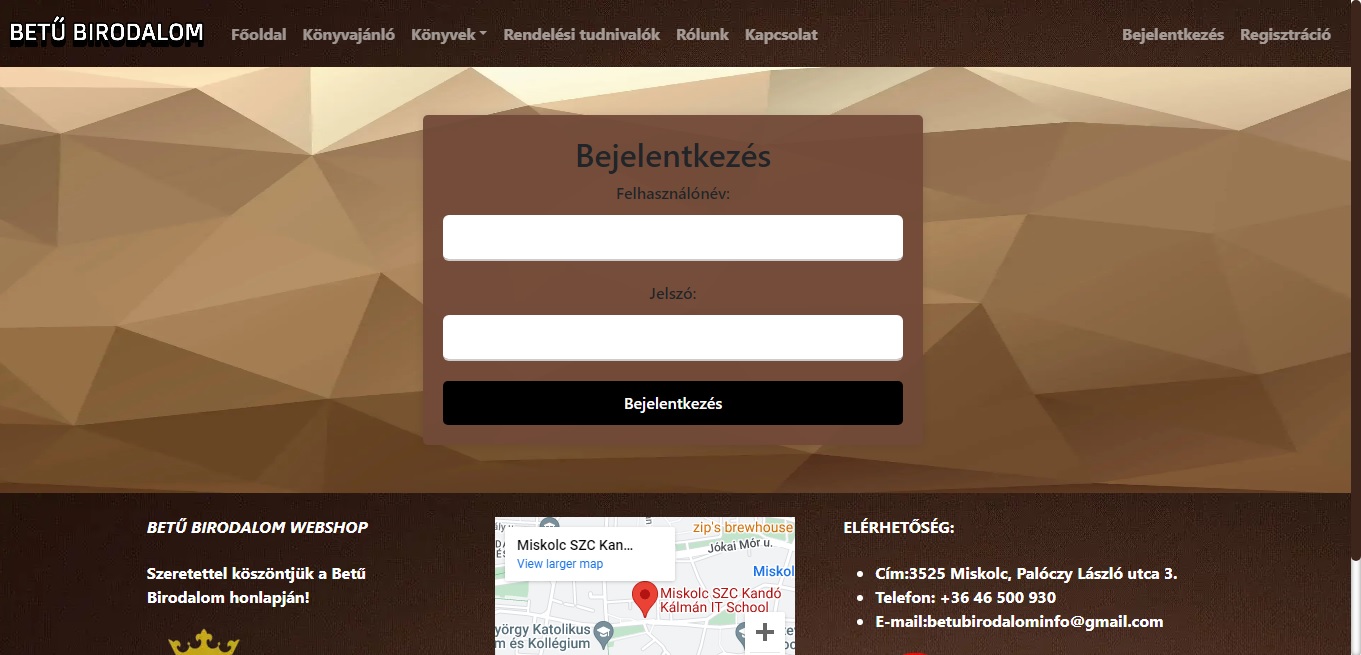 BETŰ BIRODALOM
Főoldal Könyvajánló Könyvek Rendelési tudnivalók Rólunk Kapcsolat
Bejelentkezés Regisztráció
Bejelentkezés
Felhasználónév:
Jelszó:
Bejelentkezés
BETŰ BIRODALOM WEBSHOP
Szeretettel köszöntjük a Betű
Birodalom honlapján!
zip's brewhouse
Jókai Mór u.
Miskolc SZC Kan...
View larger map
Miskol
Miskolc SZC Kandó
Kálmán IT School
yörgy Katolikus
m és Kollégium
ELÉRHETŐSÉG:
Cím:3525 Miskolc, Palóczy László utca 3.
Telefon: +36 46 500 930
E-mail:betubirodalominfo@gmail.com